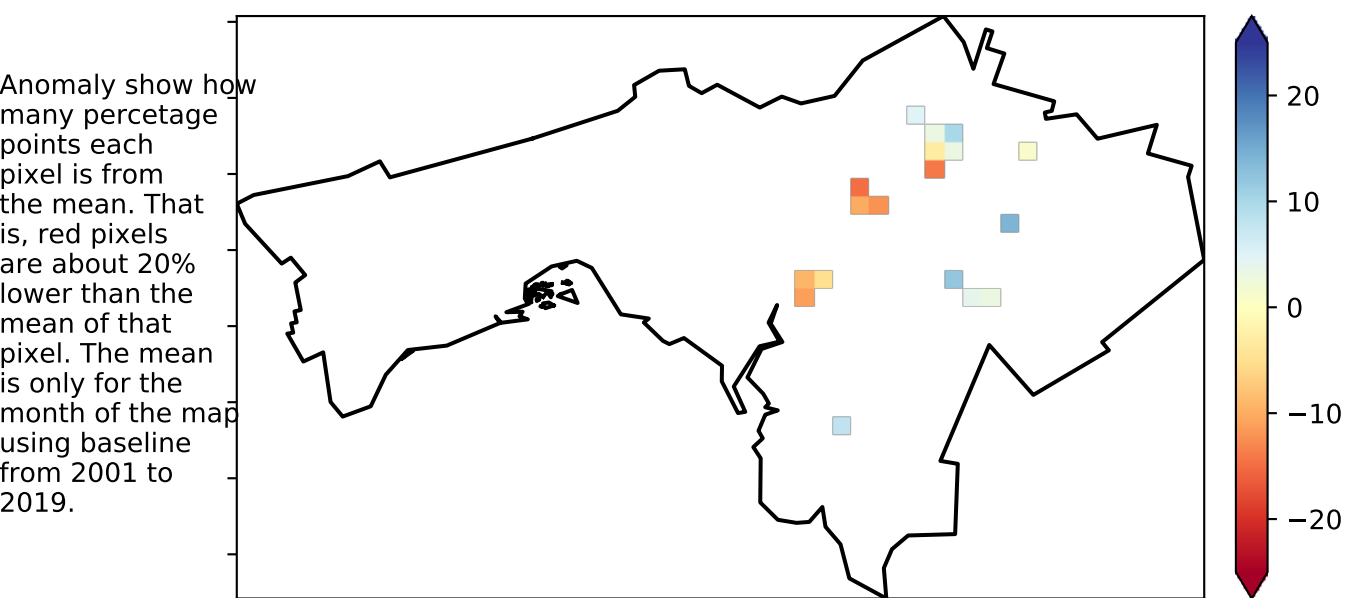 Anomaly show how
many percetage
points each
pixel is from
the mean. That
is, red pixels
are about 20%
lower than the
mean of that
pixel. The mean
is only for the
month of the map
using baseline
from 2001 to
2019.
20
10
0
−10
−20